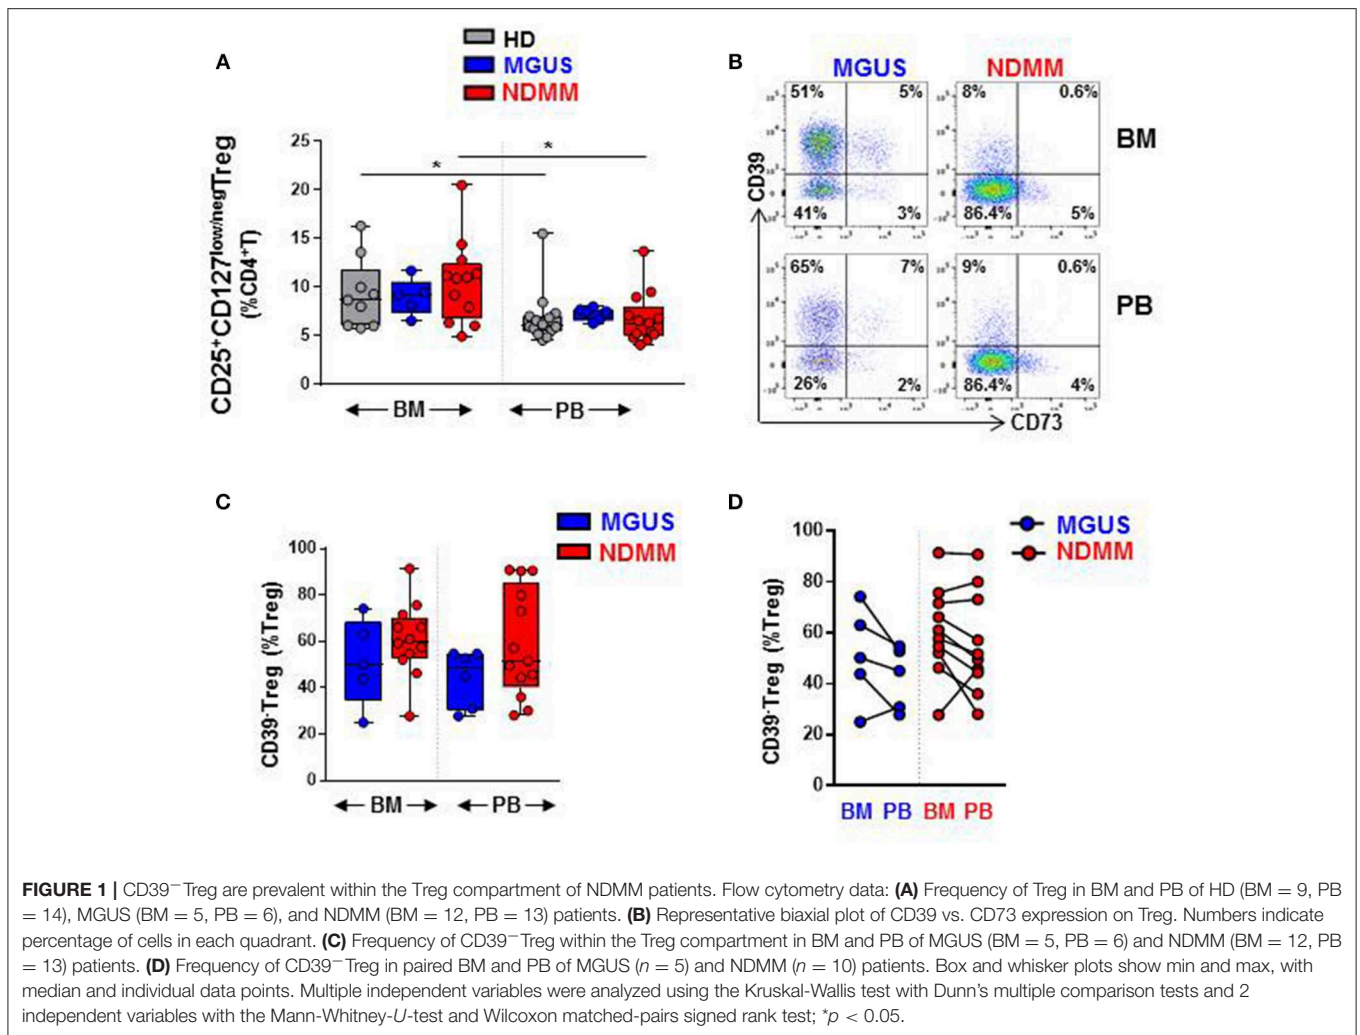 A
HD
MGUS
NDMM
CD25+CD127low/negTreg
(%CD4+T)
25
20
15
10
5
0
*
*
BM
PB
B
MGUS
NDMM
51%
5%
8%
0.6%
BM
41%
3%
86.4%
5%
65%
7%
9%
0.6%
PB
26%
2%
86.4%
4%
CD39
CD73
C
MGUS
NDMM
CD39-Treg (%Treg)
100
80
60
40
20
0
BM
PB
D
MGUS
NDMM
CD39-Treg (%Treg)
100
80
60
40
20
0
BM PB BM PB
FIGURE 1 | CD39−Treg are prevalent within the Treg compartment of NDMM patients. Flow cytometry data: (A) Frequency of Treg in BM and PB of HD (BM = 9, PB
= 14), MGUS (BM = 5, PB = 6), and NDMM (BM = 12, PB = 13) patients. (B) Representative biaxial plot of CD39 vs. CD73 expression on Treg. Numbers indicate
percentage of cells in each quadrant. (C) Frequency of CD39−Treg within the Treg compartment in BM and PB of MGUS (BM = 5, PB = 6) and NDMM (BM = 12, PB
= 13) patients. (D) Frequency of CD39−Treg in paired BM and PB of MGUS (n = 5) and NDMM (n = 10) patients. Box and whisker plots show min and max, with
median and individual data points. Multiple independent variables were analyzed using the Kruskal-Wallis test with Dunn's multiple comparison tests and 2
independent variables with the Mann-Whitney-U-test and Wilcoxon matched-pairs signed rank test; *p < 0.05.